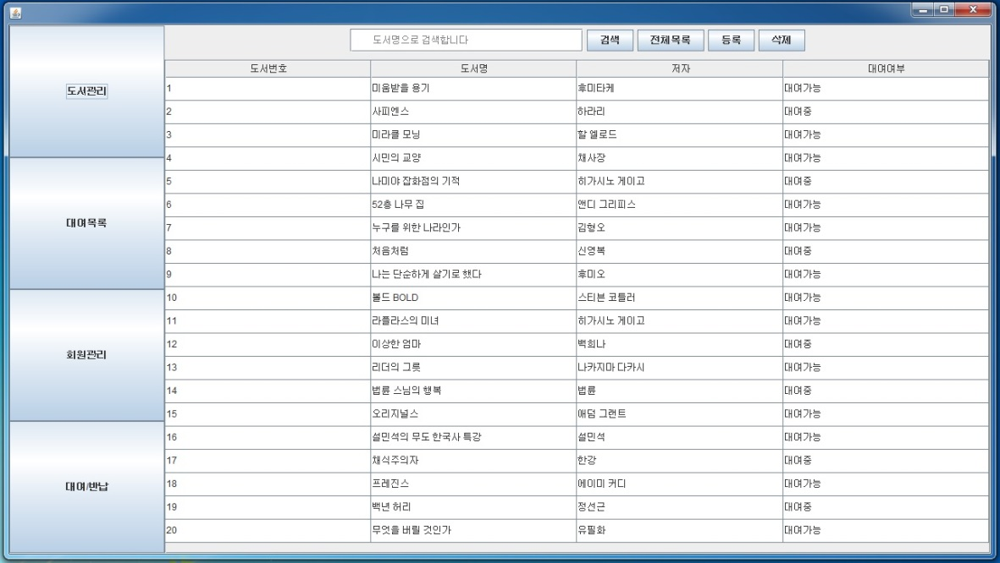 도서명으로 검색합니다 검색 전체목록 등록 삭제
도서관리
대여목록
회원관리
대여/반납
도서번호 도서명 저자 대여여부
1 미움받을 용기 후미타케 대여가능
2 사피엔스 하라리 대여중
3 미라클 모닝 할 엘로드 대여가능
4 시민의 교양 채사장 대여가능
5 나미야 잡화점의 기적 히가시노 게이고 대여중
6 52층 나무 집 앤디 그리피스 대여가능
7 누구를 위한 나라인가 김형오 대여가능
8 처음처럼 신영복 대여중
9 나는 단순하게 살기로 했다 후미오 대여가능
10 볼드 BOLD 스티븐 코틀러 대여가능
11 라플라스의 미녀 히가시노 게이고 대여가능
12 이상한 엄마 백희나 대여중
13 리더의 그릇 나카지마 다카시 대여가능
14 법륜 스님의 행복 법륜 대여중
15 오리지널스 애덤 그랜트 대여가능
16 설민석의 무도 한국사 특강 설민석 대여가능
17 채식주의자 한강 대여중
18 프레진스 에이미 커디 대여가능
19 백년 허리 정선근 대여중
20 무엇을 버릴 것인가 유필화 대여가능